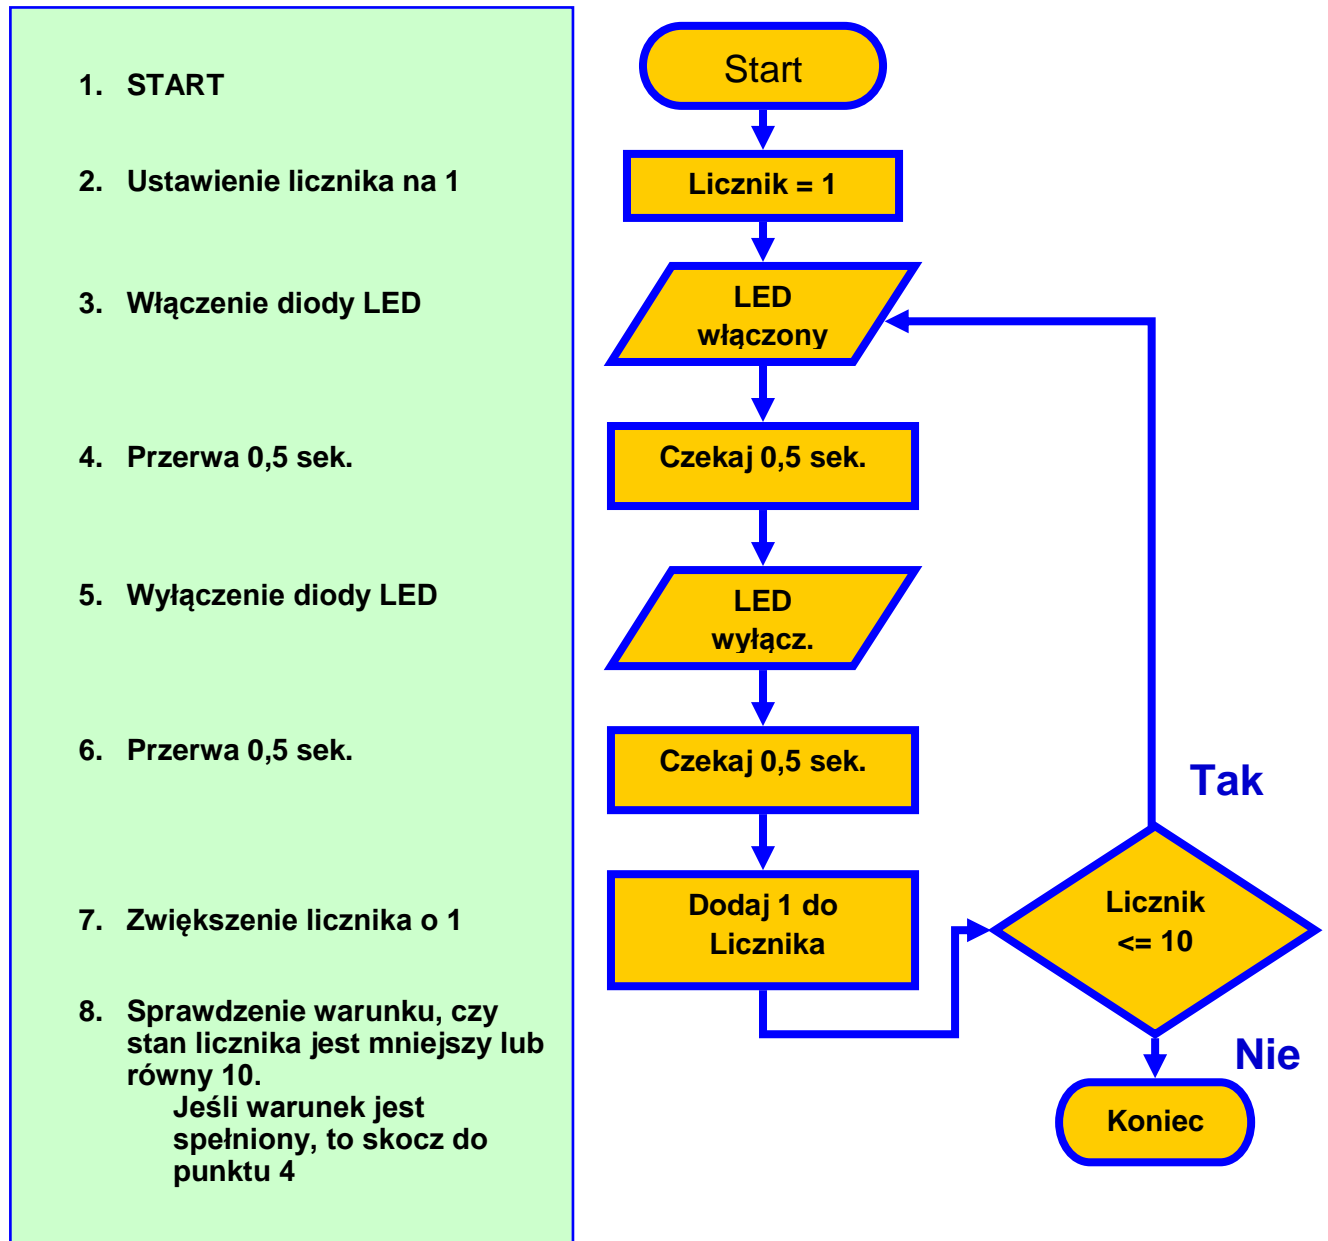 1. START
2. Ustawienie licznika na 1
3. Włączenie diody LED
4. Przerwa 0,5 sek.
5. Wyłączenie diody LED
6. Przerwa 0,5 sek.
7. Zwiększenie licznika o 1
8. Sprawdzenie warunku, czy
stan licznika jest mniejszy lub
równy 10.
Jeśli warunek jest
spełniony, to skocz do
punktu 4
Start
Licznik = 1
LED
włączony
Czekaj 0,5 sek.
LED
wyłącz.
Czekaj 0,5 sek.
Dodaj 1 do
Licznika
Tak
Licznik
<= 10
Nie
Koniec